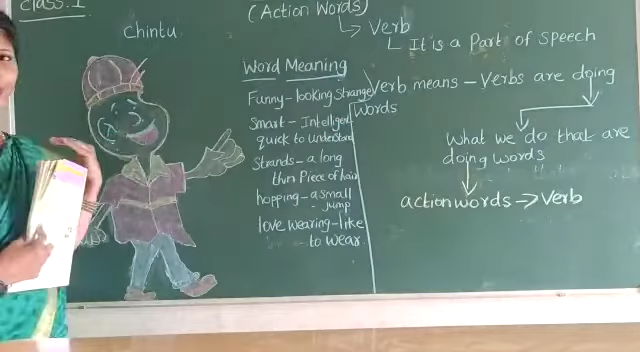 Class-I
(Action Words)
Verb
It is a Part of Speech
Chintu
Word Meaning
Funny – looking Strange
Smart – Intelligent
quick to understand
Strands – a long
thin Piece of hair
hopping – a small
jump
love wearing – like
to wear.
Verb means – Verbs are doing
words
What we do that are
doing words
action words → Verb